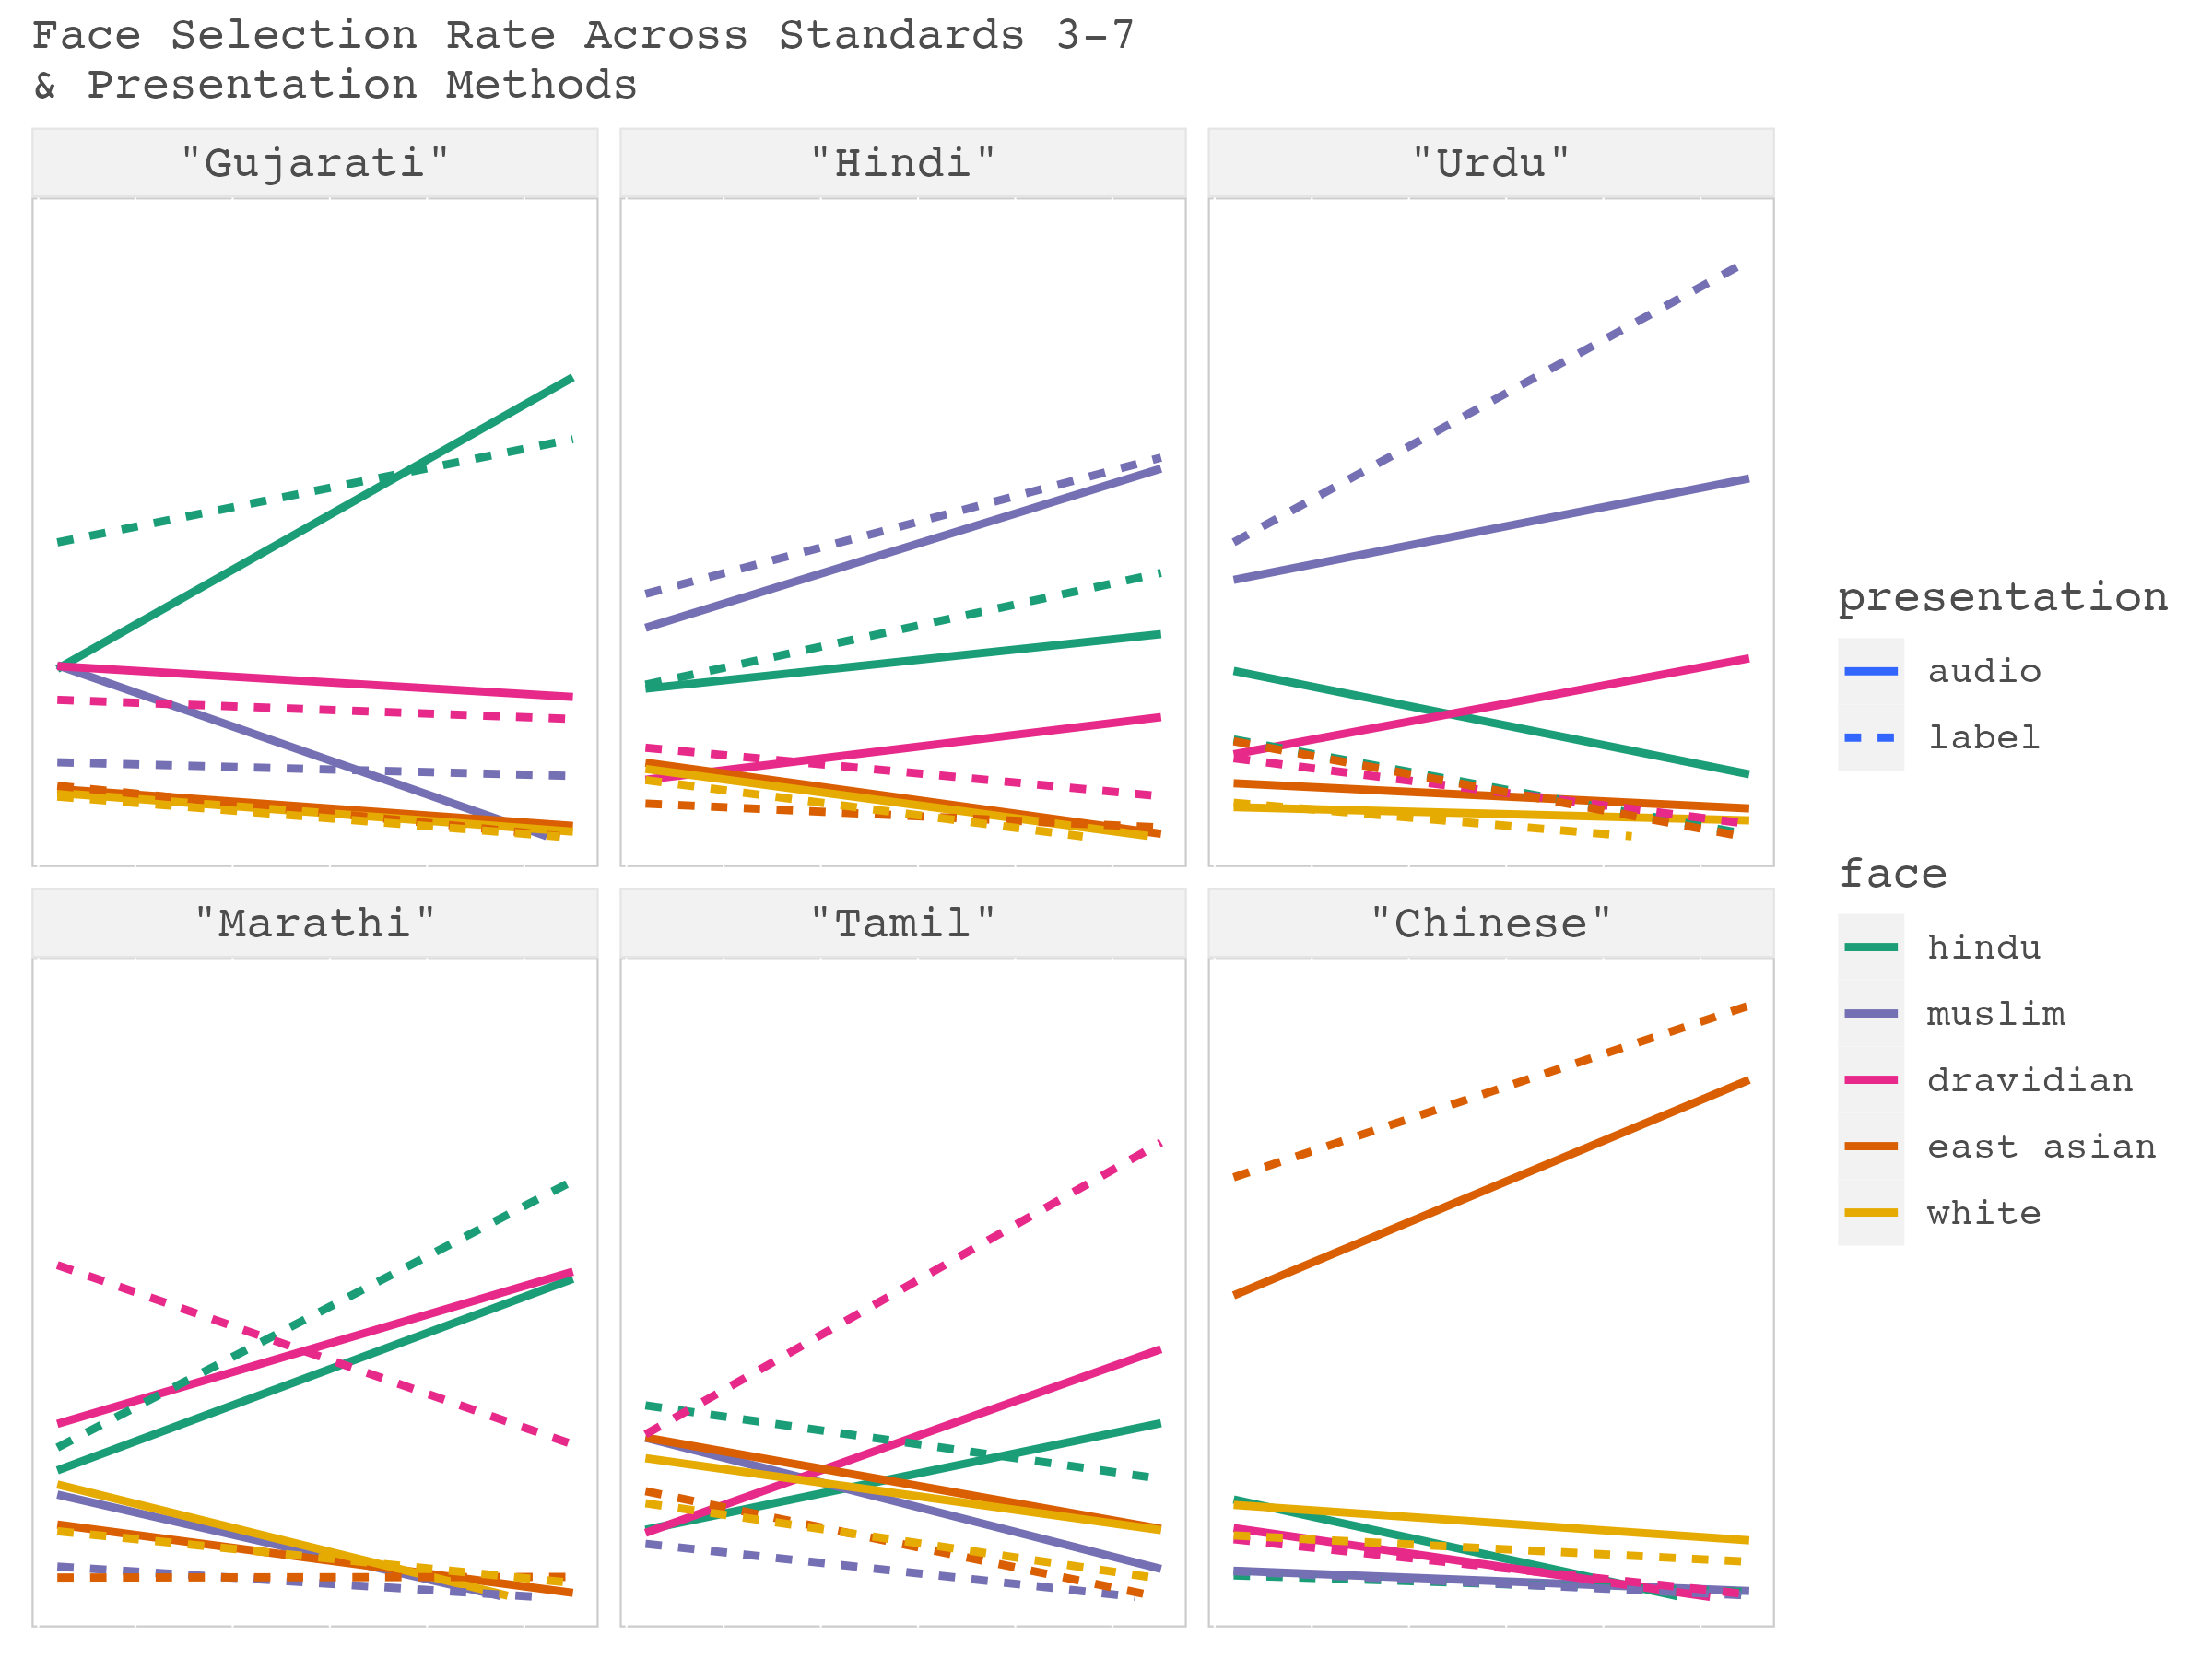 Face Selection Rate Across Standards 3-7
& Presentation Methods
"Gujarati"
"Hindi"
"Urdu"
"Marathi"
"Tamil"
"Chinese"
presentation
audio
label
face
hindu
muslim
dravidian
east asian
white